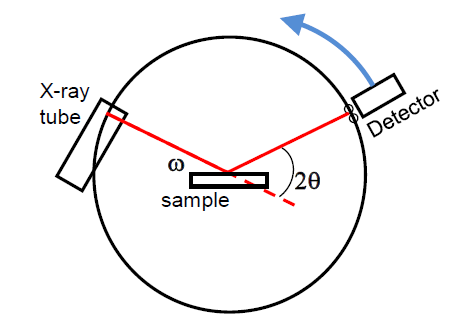 X-ray
tube
Detector
ω
2θ
sample